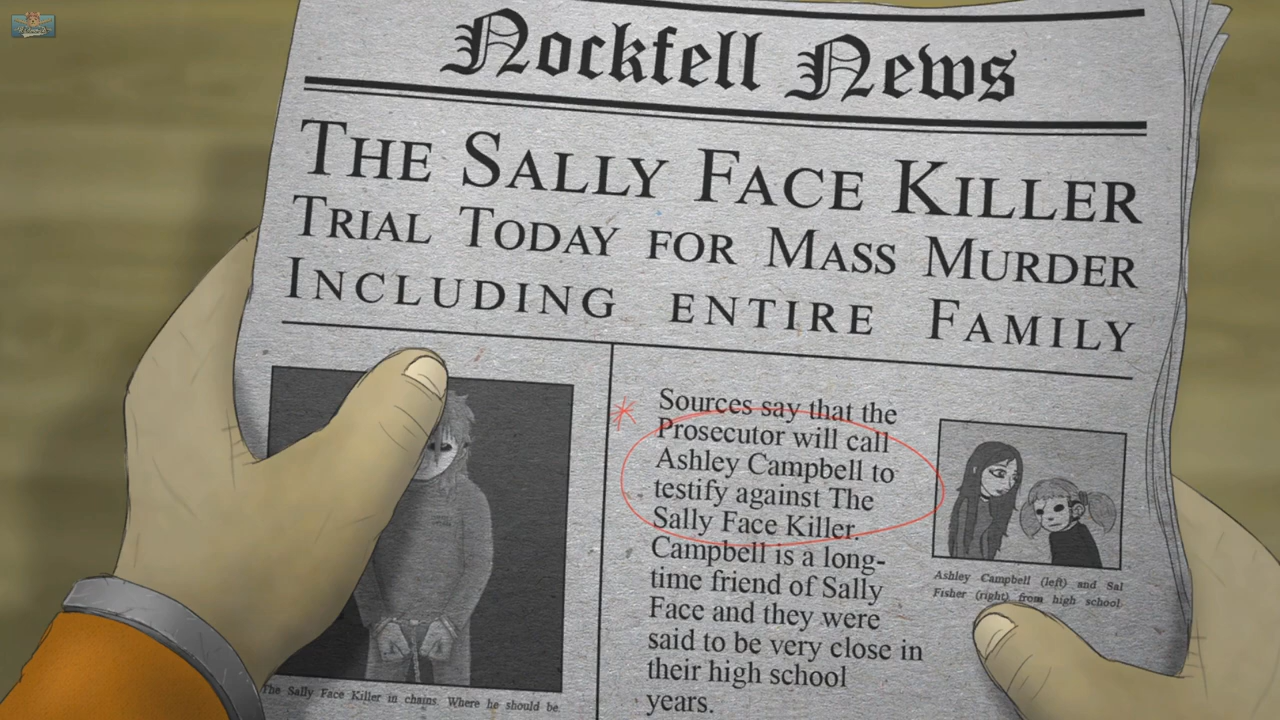 Nockfell News
THE SALLY FACE KILLER
TRIAL TODAY FOR MASS MURDER
INCLUDING ENTIRE FAMILY
Sources say that the
Prosecutor will call
Ashley Campbell to
testify against The
Sally Face Killer.
Campbell is a long-
time friend of Sally
Face and they were
said to be very close in
their high school
years.
Ashley Campbell (left) and Sal
Fisher (right) from high school.
The Sally Face Killer in chains. Where he should be.